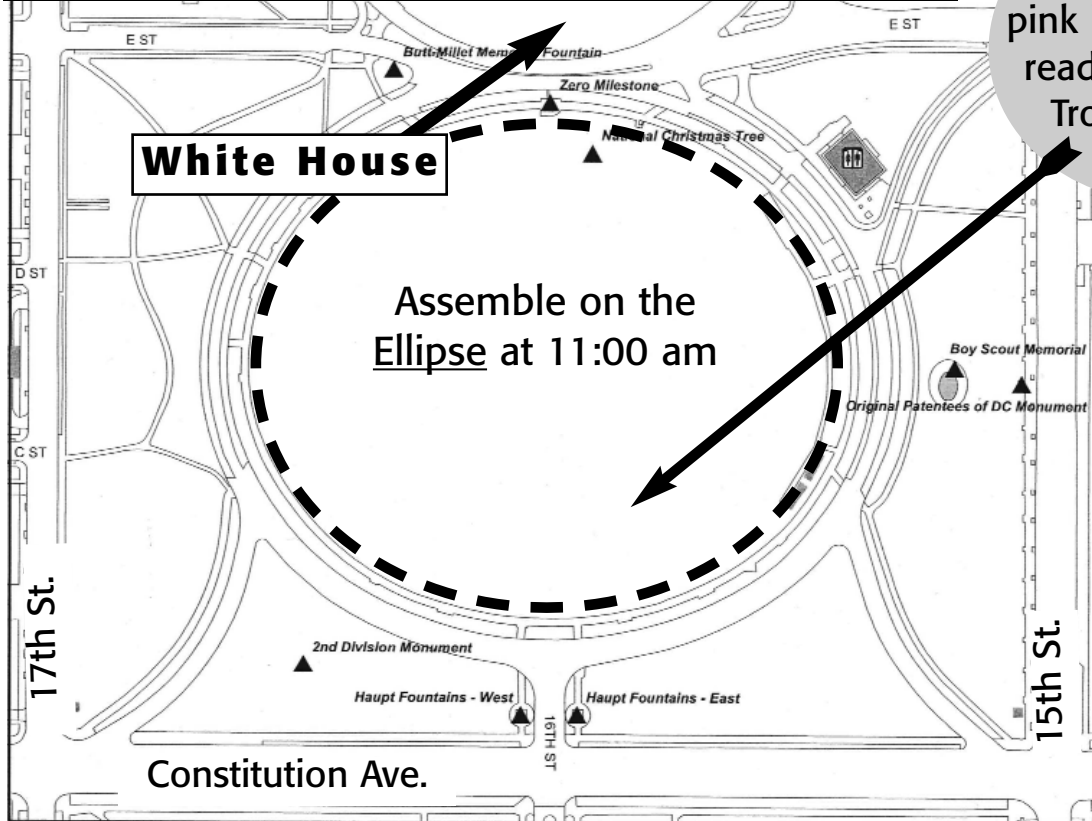 pink
E ST
E ST
Butt-Millet Memorial Fountain
Zero Milestone
National Christmas Tree
White House
D ST
Assemble on the
Ellipse at 11:00 am
Boy Scout Memorial
Original Patentees of DC Monument
C ST
17th St.
2nd Division Monument
15th St.
Haupt Fountains - West
Haupt Fountains - East
16TH ST
Constitution Ave.